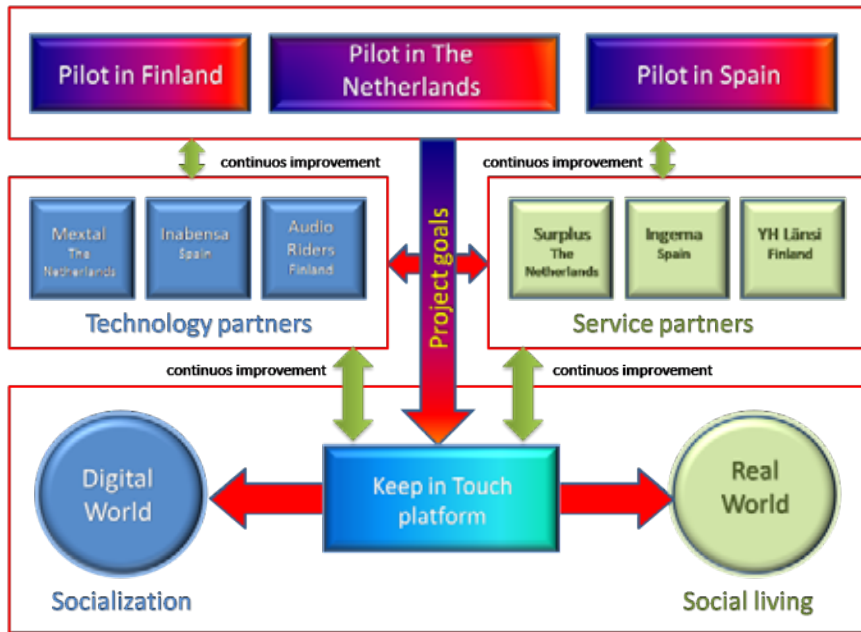 Pilot in Finland
Pilot in The
Netherlands
Pilot in Spain
continuos improvement
continuos improvement
Mextal
The
Netherlands
Inabensa
Spain
Audio
Riders
Finland
Technology partners
Project goals
Surplus
The
Netherlands
Ingema
Spain
YH Länsi
Finland
Service partners
continuos improvement
continuos improvement
Digital
World
Socialization
Keep in Touch
platform
Real
World
Social living